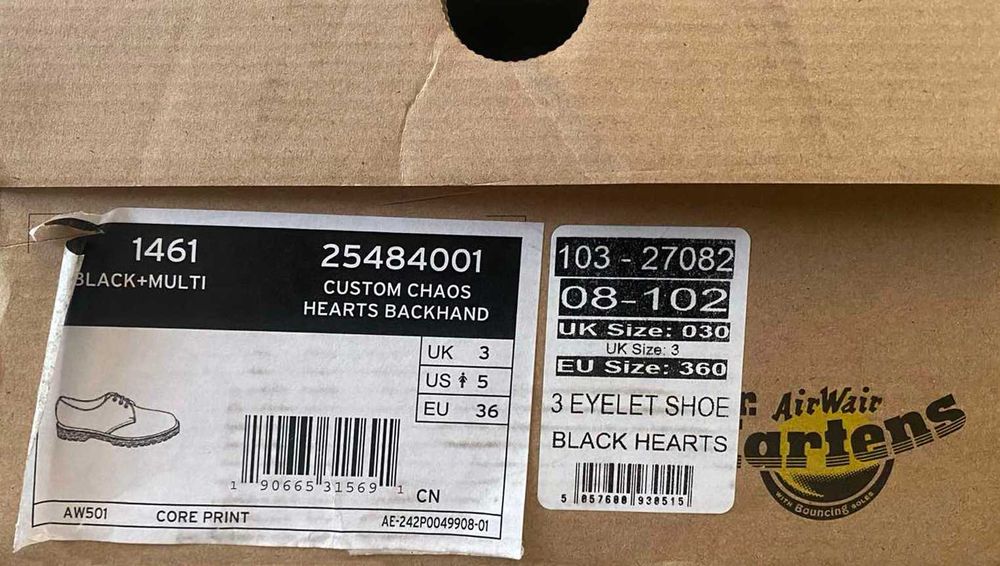 1461
BLACK+MULTI
25484001
CUSTOM CHAOS
HEARTS BACKHAND
UK 3
US 5
EU 36
1 90665 31569 1
CN
AW501 CORE PRINT AE-242P0049908-01
103 - 27082
08-102
UK Size: 030
UK Size: 3
EU Size: 360
3 EYELET SHOE
BLACK HEARTS
5 057600 930515
r. AirWair
artens
WITH Bouncing SOLES